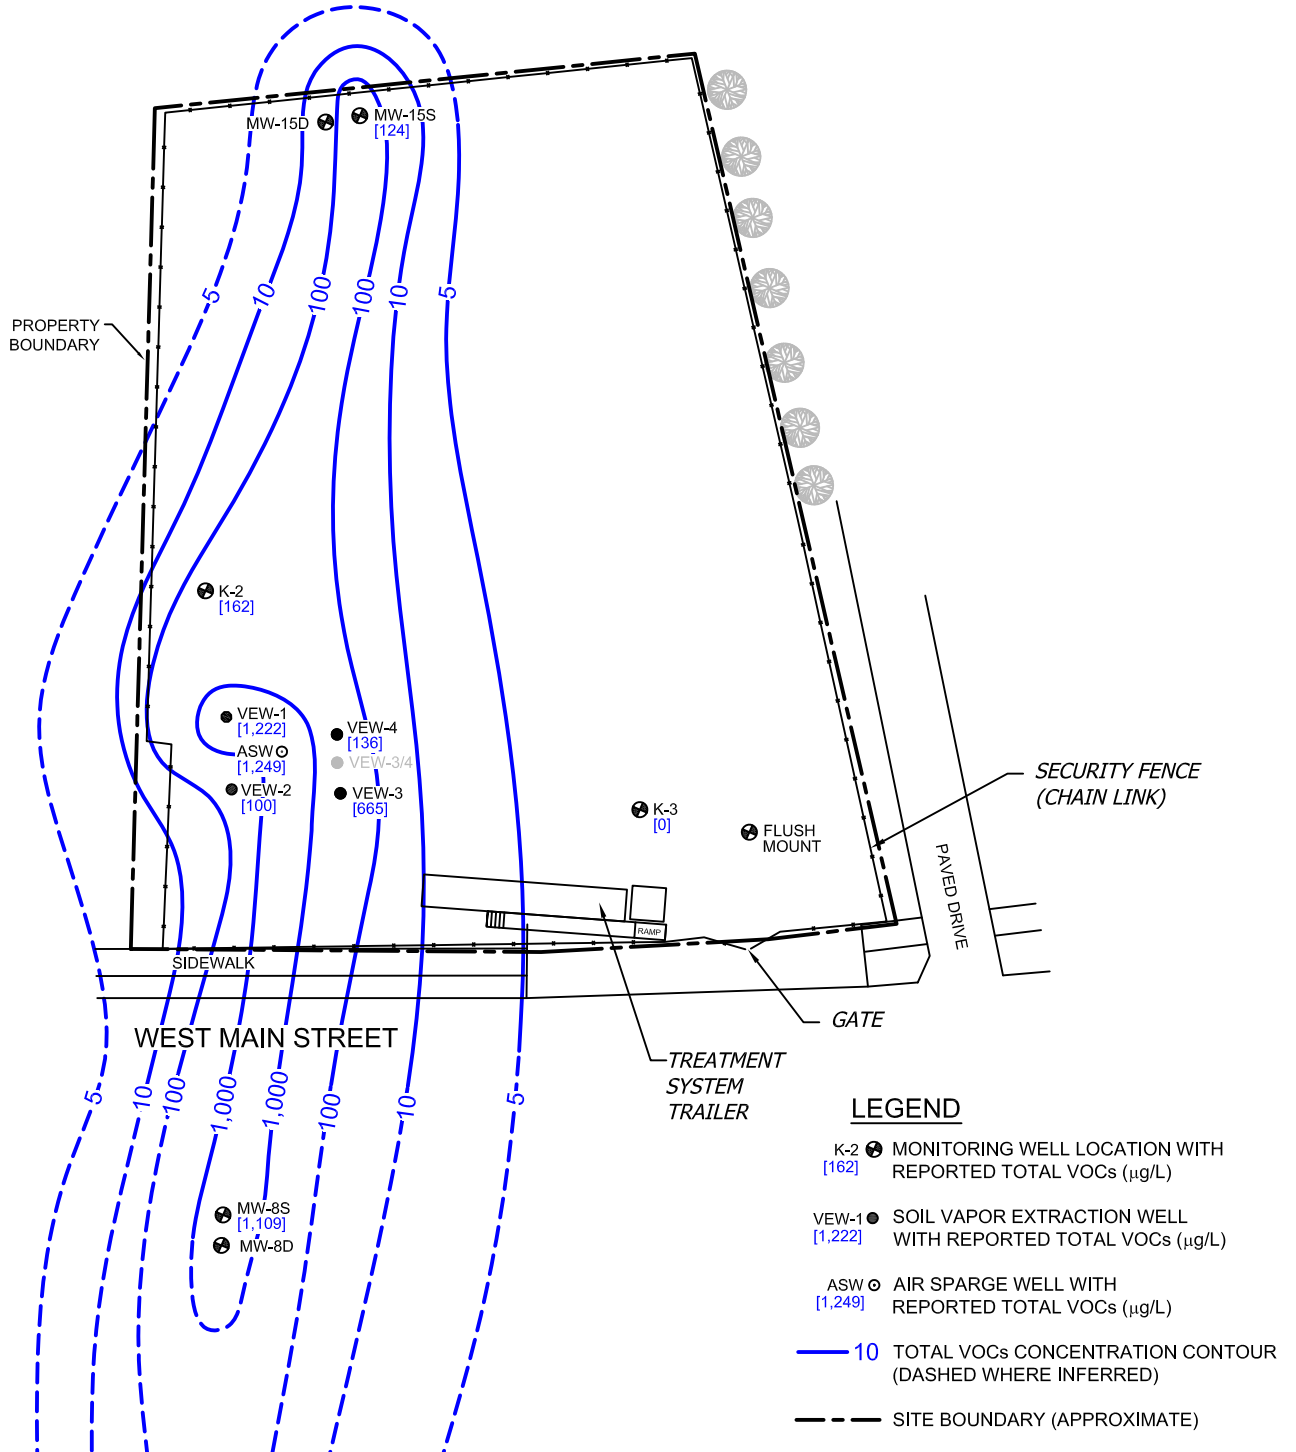 MW-15D
MW-15S
[124]
5
10
100
100
10
5
PROPERTY
BOUNDARY
K-2
[162]
VEW-1
[1,222]
ASW
[1,249]
VEW-2
[100]
VEW-4
[136]
VEW-3/4
VEW-3
[665]
K-3
[0]
FLUSH
MOUNT
SECURITY FENCE
(CHAIN LINK)
PAVED DRIVE
RAMP
SIDEWALK
WEST MAIN STREET
GATE
TREATMENT
SYSTEM
TRAILER
5
10
100
1,000
1,000
100
10
5
MW-8S
[1,109]
MW-8D
LEGEND
K-2
[162]
MONITORING WELL LOCATION WITH
REPORTED TOTAL VOCs (μg/L)
VEW-1
[1,222]
SOIL VAPOR EXTRACTION WELL
WITH REPORTED TOTAL VOCs (μg/L)
ASW
[1,249]
AIR SPARGE WELL WITH
REPORTED TOTAL VOCs (μg/L)
10 TOTAL VOCs CONCENTRATION CONTOUR
(DASHED WHERE INFERRED)
SITE BOUNDARY (APPROXIMATE)